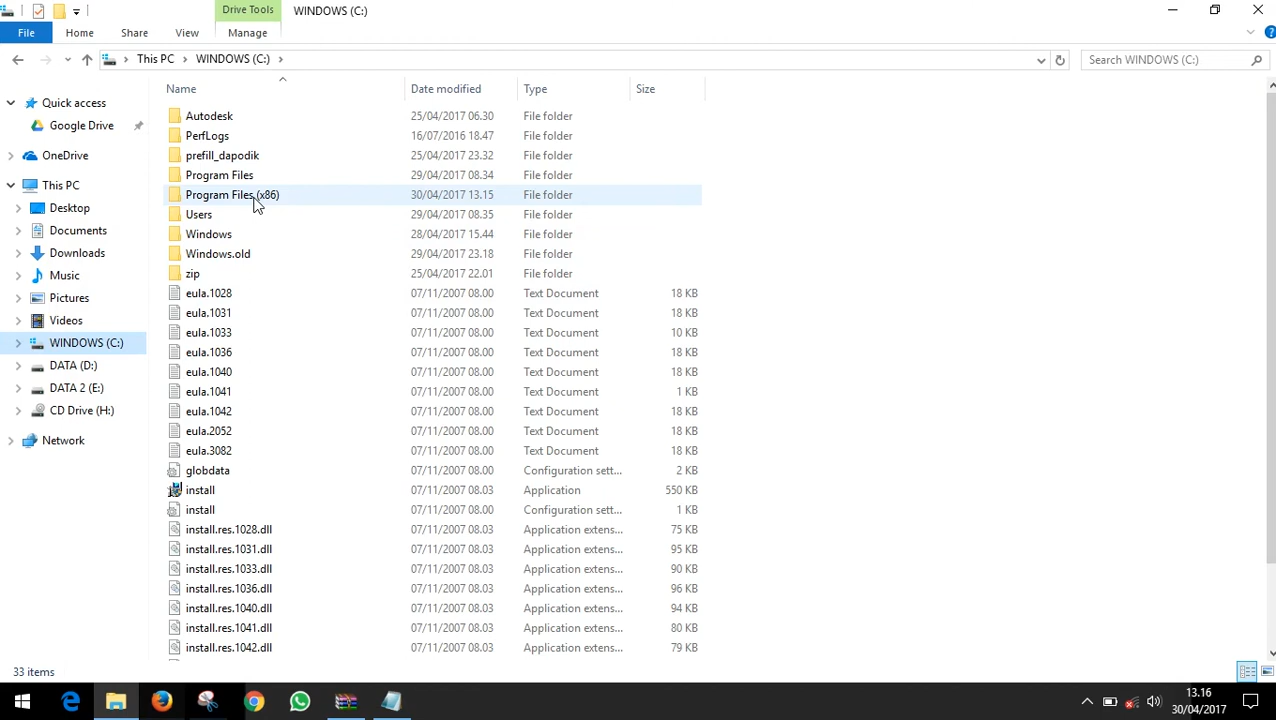 Drive Tools WINDOWS (C:)
File Home Share View Manage
This PC WINDOWS (C:) Search WINDOWS (C:)
Name Date modified Type Size
Quick access
Google Drive
OneDrive
This PC
Desktop
Documents
Downloads
Music
Pictures
Videos
WINDOWS (C:)
DATA (D:)
DATA 2 (E:)
CD Drive (H:)
Network
Autodesk 25/04/2017 06.30 File folder
PerfLogs 16/07/2016 18.47 File folder
prefill_dapodik 25/04/2017 23.32 File folder
Program Files 29/04/2017 08.34 File folder
Program Files (x86) 30/04/2017 13.15 File folder
Users 29/04/2017 08.35 File folder
Windows 28/04/2017 15.44 File folder
Windows.old 29/04/2017 23.18 File folder
zip 25/04/2017 22.01 File folder
eula.1028 07/11/2007 08.00 Text Document 18 KB
eula.1031 07/11/2007 08.00 Text Document 18 KB
eula.1033 07/11/2007 08.00 Text Document 10 KB
eula.1036 07/11/2007 08.00 Text Document 18 KB
eula.1040 07/11/2007 08.00 Text Document 18 KB
eula.1041 07/11/2007 08.00 Text Document 1 KB
eula.1042 07/11/2007 08.00 Text Document 18 KB
eula.2052 07/11/2007 08.00 Text Document 18 KB
eula.3082 07/11/2007 08.00 Text Document 18 KB
globdata 07/11/2007 08.00 Configuration sett... 2 KB
install 07/11/2007 08.03 Application 550 KB
install 07/11/2007 08.00 Configuration sett... 1 KB
install.res.1028.dll 07/11/2007 08.03 Application extens... 75 KB
install.res.1031.dll 07/11/2007 08.03 Application extens... 95 KB
install.res.1033.dll 07/11/2007 08.03 Application extens... 90 KB
install.res.1036.dll 07/11/2007 08.03 Application extens... 96 KB
install.res.1040.dll 07/11/2007 08.03 Application extens... 94 KB
install.res.1041.dll 07/11/2007 08.03 Application extens... 80 KB
install.res.1042.dll 07/11/2007 08.03 Application extens... 79 KB
33 items
13.16
30/04/2017